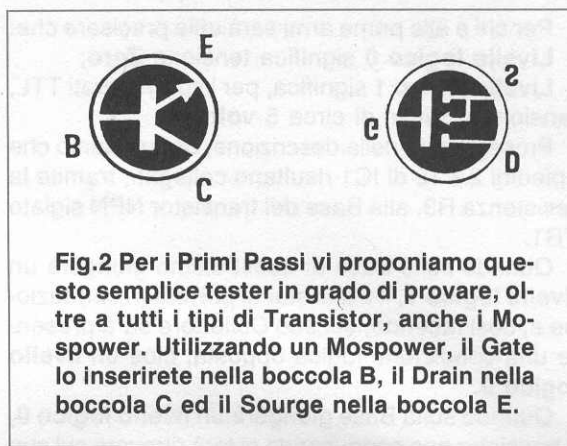 E
B
C
S
G
D
Fig.2 Per i Primi Passi vi proponiamo que-
sto semplice tester in grado di provare, ol-
tre a tutti i tipi di Transistor, anche i Mo-
spower. Utilizzando un Mospower, il Gate
lo inserirete nella boccola B, il Drain nella
boccola C ed il Sourge nella boccola E.